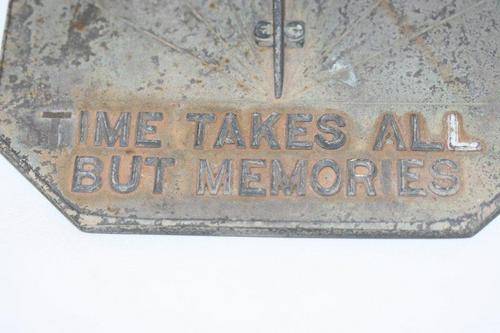 TIME TAKES ALL
BUT MEMORIES